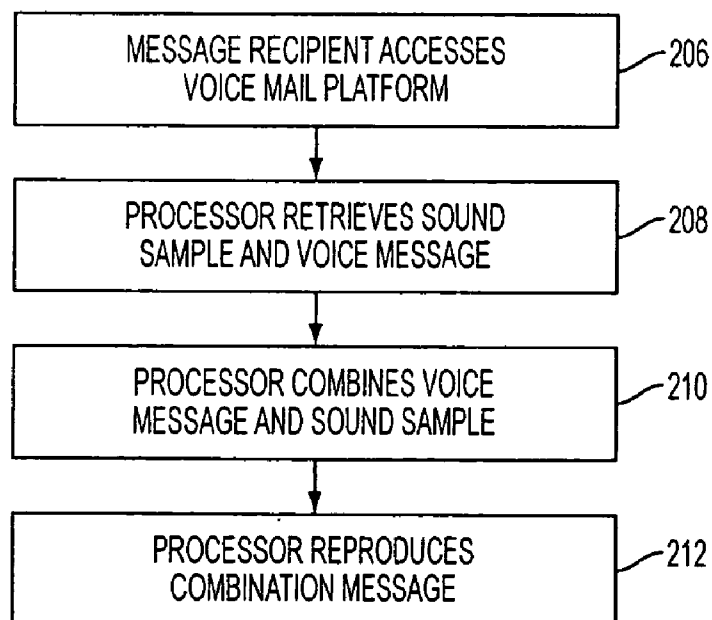 MESSAGE RECIPIENT ACCESSES
VOICE MAIL PLATFORM
206
PROCESSOR RETRIEVES SOUND
SAMPLE AND VOICE MESSAGE
208
PROCESSOR COMBINES VOICE
MESSAGE AND SOUND SAMPLE
210
PROCESSOR REPRODUCES
COMBINATION MESSAGE
212